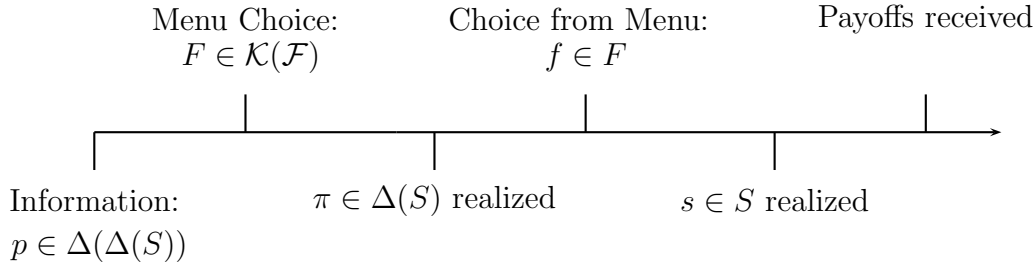 Menu Choice:
F ∈ 𝒦(ℱ)
Choice from Menu:
f ∈ F
Payoffs received
Information:
p ∈ Δ(Δ(S))
π ∈ Δ(S) realized
s ∈ S realized